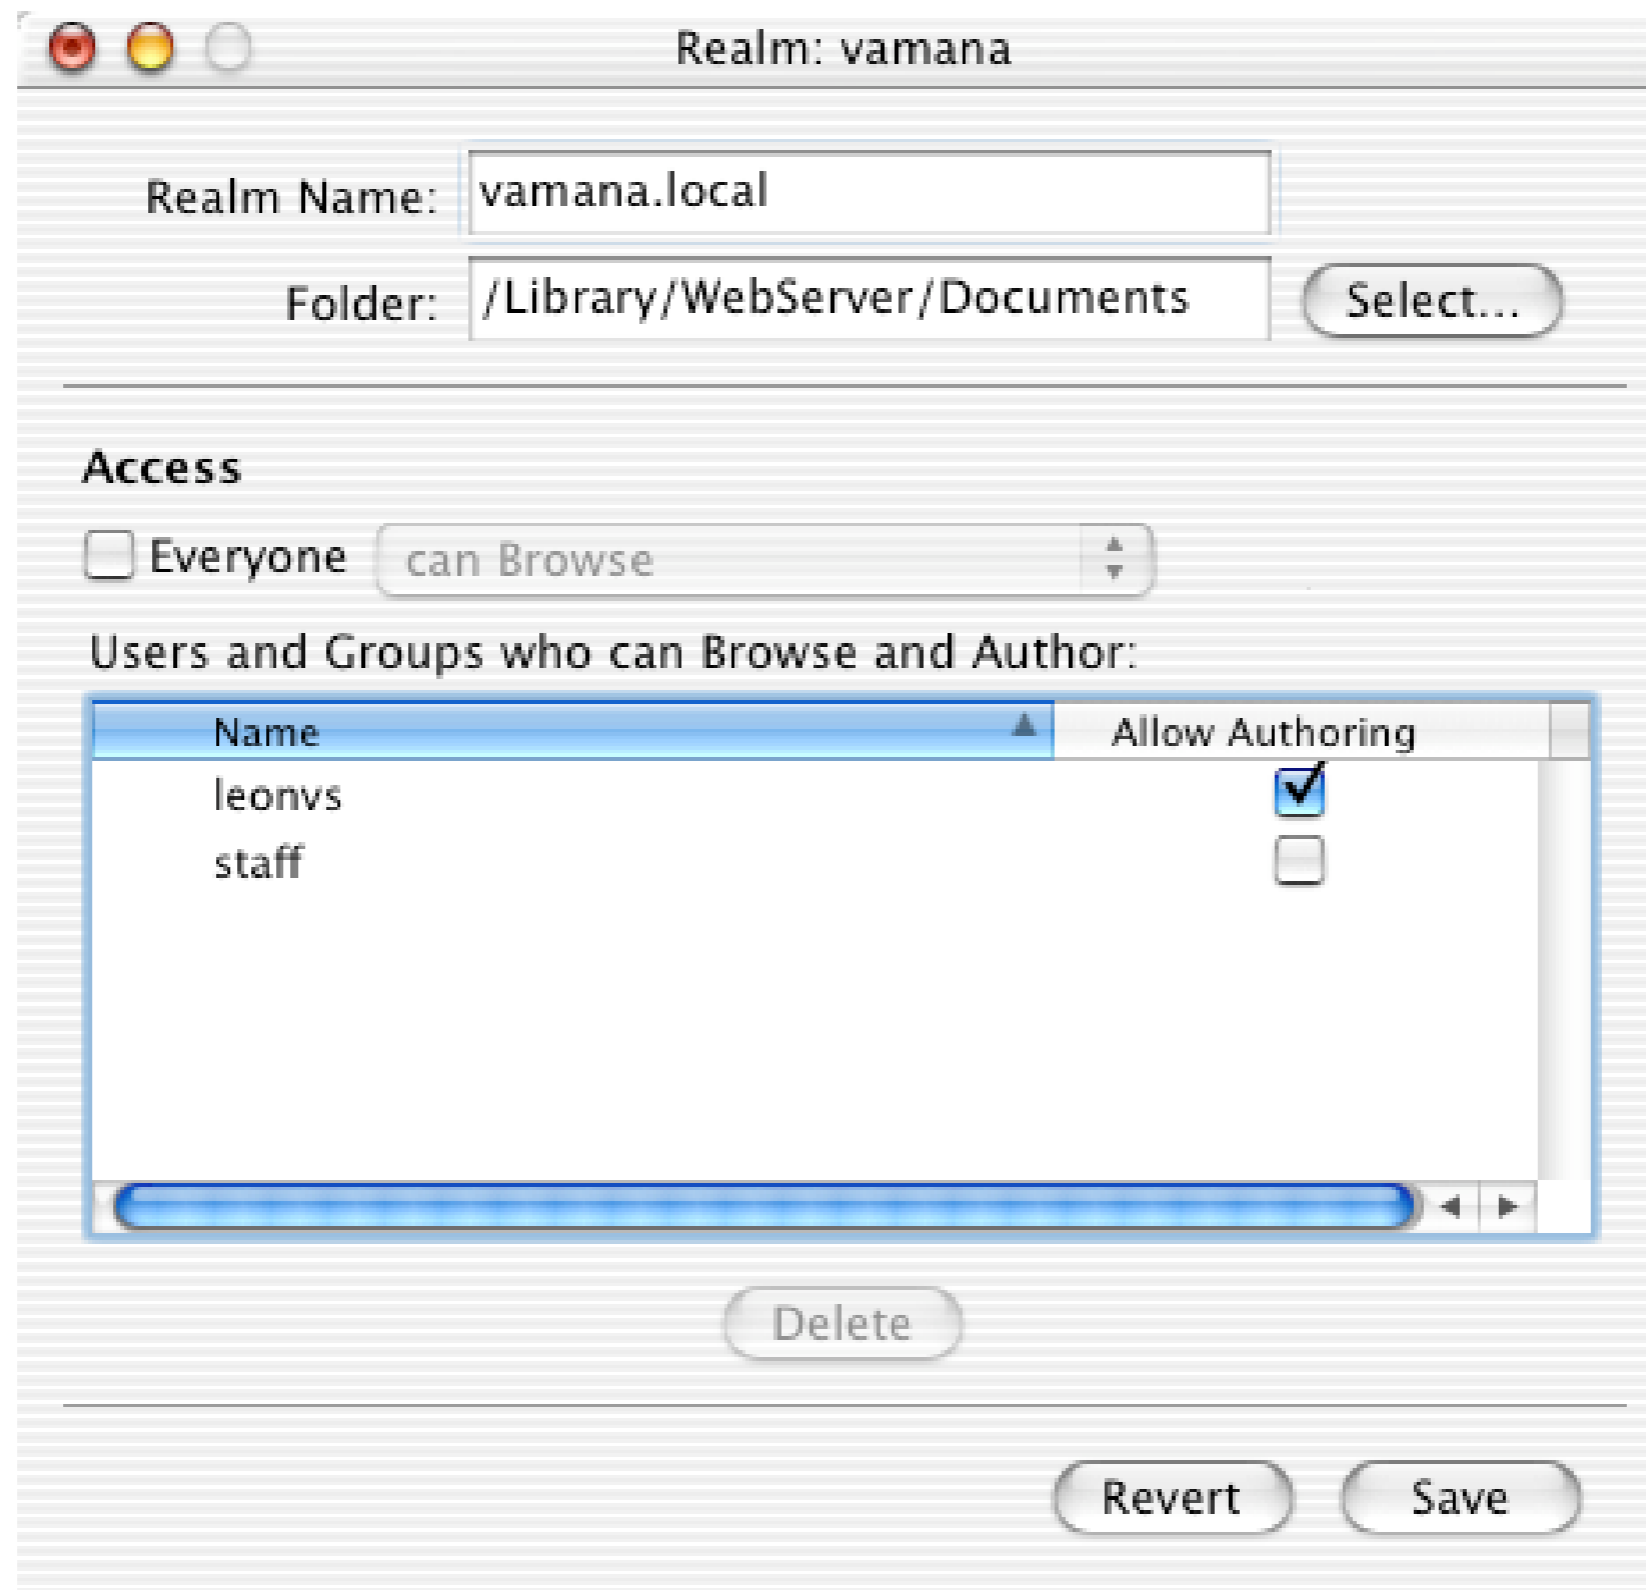 Realm: vamana
Realm Name: vamana.local
Folder: /Library/WebServer/Documents Select...
Access
Everyone can Browse
Users and Groups who can Browse and Author:
Name Allow Authoring
leonvs
staff
Delete
Revert Save